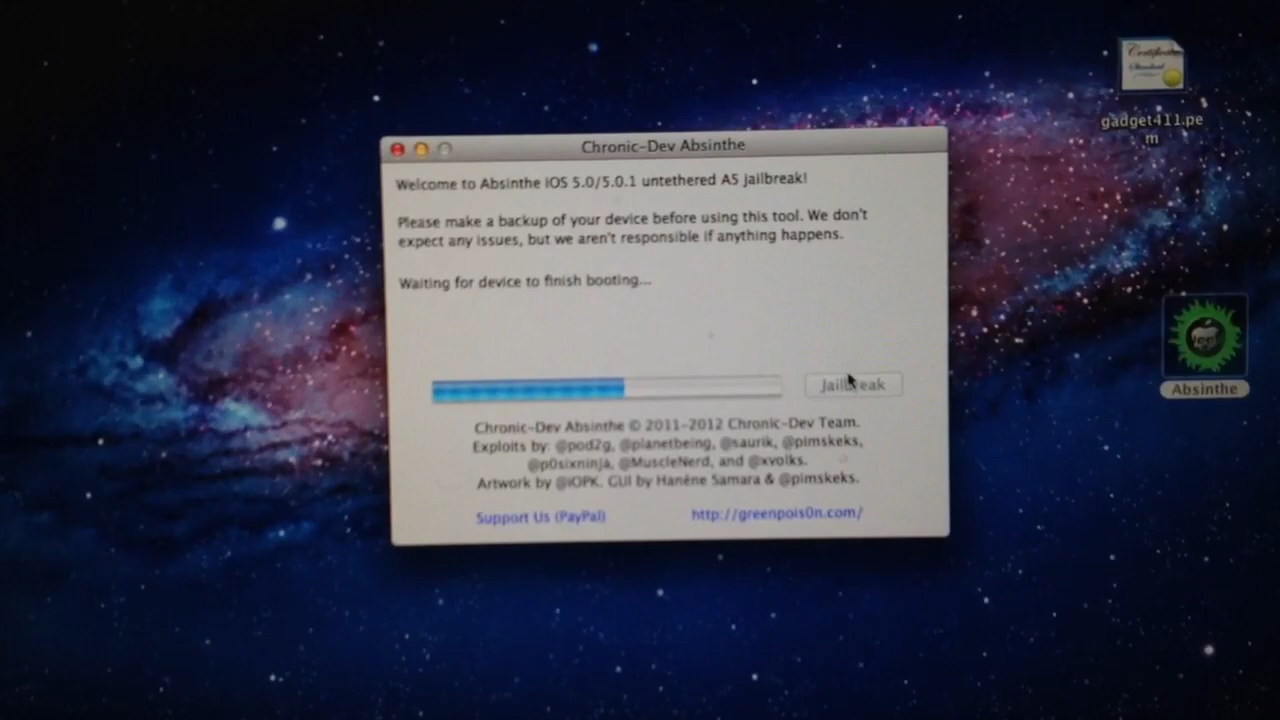 Certificate
Standard
gadget411.pe
m
Chronic-Dev Absinthe
Welcome to Absinthe iOS 5.0/5.0.1 untethered A5 jailbreak!
Please make a backup of your device before using this tool. We don't
expect any issues, but we aren't responsible if anything happens.
Waiting for device to finish booting...
Jailbreak
Absinthe
Chronic-Dev Absinthe © 2011-2012 Chronic-Dev Team.
Exploits by: @pod2g, @planetbeing, @saurik, @pimskeks,
@p0sixninja, @MuscleNerd, and @xvolks.
Artwork by @iOPK. GUI by Hanéne Samara & @pimskeks.
Support Us (PayPal)
http://greenpois0n.com/